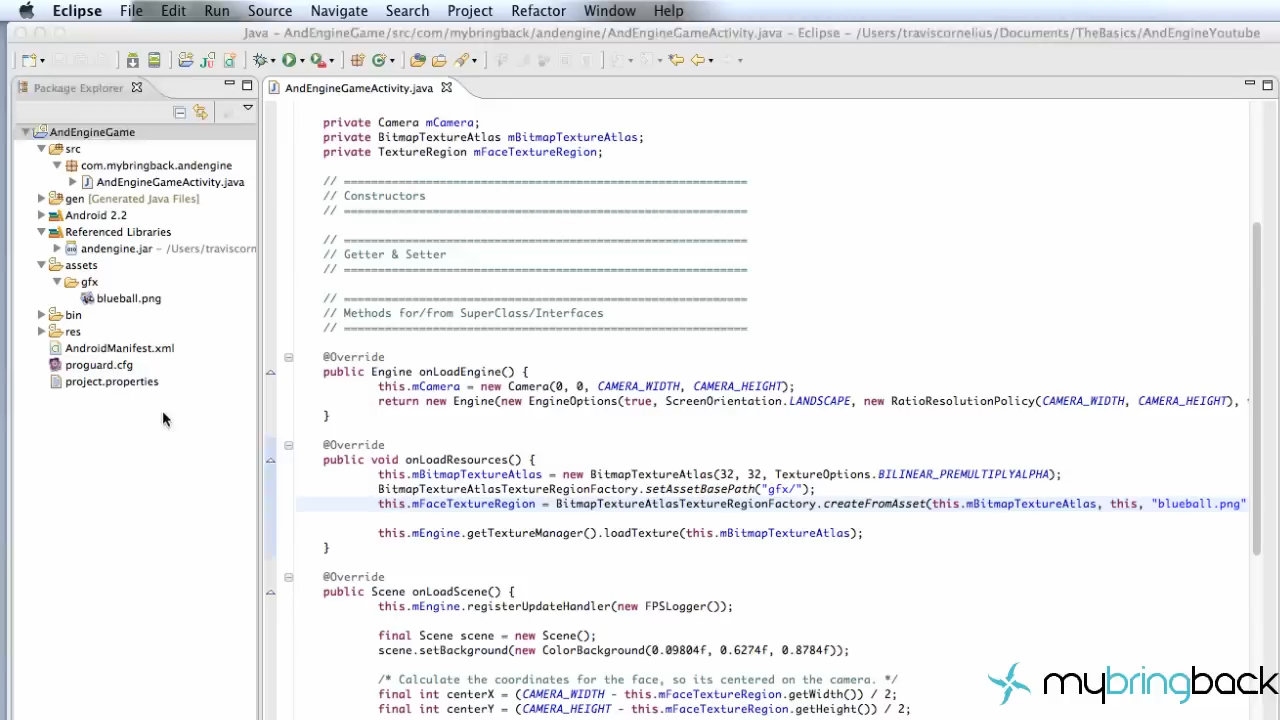 Eclipse File Edit Run Source Navigate Search Project Refactor Window Help
Java – AndEngineGame/src/com/mybringback/andengine/AndEngineGameActivity.java – Eclipse – /Users/traviscornelius/Documents/TheBasics/AndEngineYoutube
Package Explorer
AndEngineGameActivity.java
AndEngineGame
src
com.mybringback.andengine
AndEngineGameActivity.java
gen [Generated Java Files]
Android 2.2
Referenced Libraries
andengine.jar – /Users/traviscorn
assets
gfx
blueball.png
bin
res
AndroidManifest.xml
proguard.cfg
project.properties
private Camera mCamera;
private BitmapTextureAtlas mBitmapTextureAtlas;
private TextureRegion mFaceTextureRegion;
// ===========================================================
// Constructors
// ===========================================================
// ===========================================================
// Getter & Setter
// ===========================================================
// ===========================================================
// Methods for/from SuperClass/Interfaces
// ===========================================================
@Override
public Engine onLoadEngine() {
this.mCamera = new Camera(0, 0, CAMERA_WIDTH, CAMERA_HEIGHT);
return new Engine(new EngineOptions(true, ScreenOrientation.LANDSCAPE, new RatioResolutionPolicy(CAMERA_WIDTH, CAMERA_HEIGHT),
}
@Override
public void onLoadResources() {
this.mBitmapTextureAtlas = new BitmapTextureAtlas(32, 32, TextureOptions.BILINEAR_PREMULTIPLYALPHA);
BitmapTextureAtlasTextureRegionFactory.setAssetBasePath("gfx/");
this.mFaceTextureRegion = BitmapTextureAtlasTextureRegionFactory.createFromAsset(this.mBitmapTextureAtlas, this, "blueball.png"
this.mEngine.getTextureManager().loadTexture(this.mBitmapTextureAtlas);
}
@Override
public Scene onLoadScene() {
this.mEngine.registerUpdateHandler(new FPSLogger());
final Scene scene = new Scene();
scene.setBackground(new ColorBackground(0.09804f, 0.6274f, 0.8784f));
/* Calculate the coordinates for the face, so its centered on the camera. */
final int centerX = (CAMERA_WIDTH - this.mFaceTextureRegion.getWidth()) / 2;
final int centerY = (CAMERA_HEIGHT - this.mFaceTextureRegion.getHeight()) / 2;
mybringback